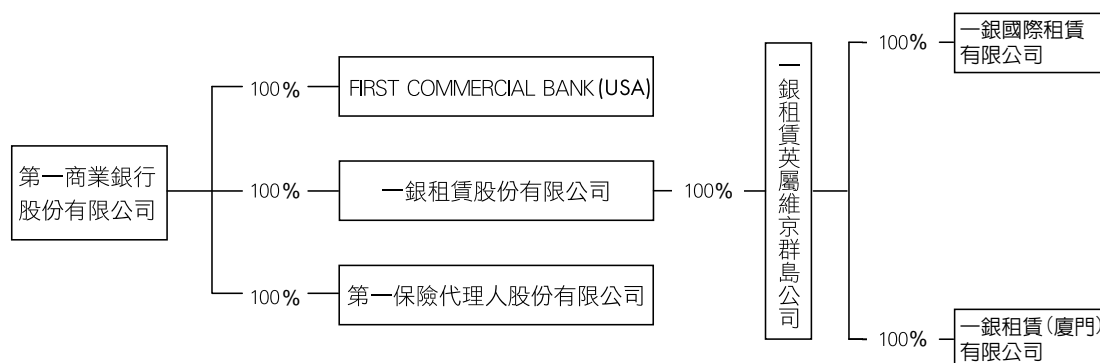 第一商業銀行
股份有限公司
100%
FIRST COMMERCIAL BANK (USA)
100%
一銀租賃股份有限公司
100%
第一保險代理人股份有限公司
100%
一銀租賃英屬維京群島公司
100%
一銀國際租賃
有限公司
100%
一銀租賃(廈門)
有限公司